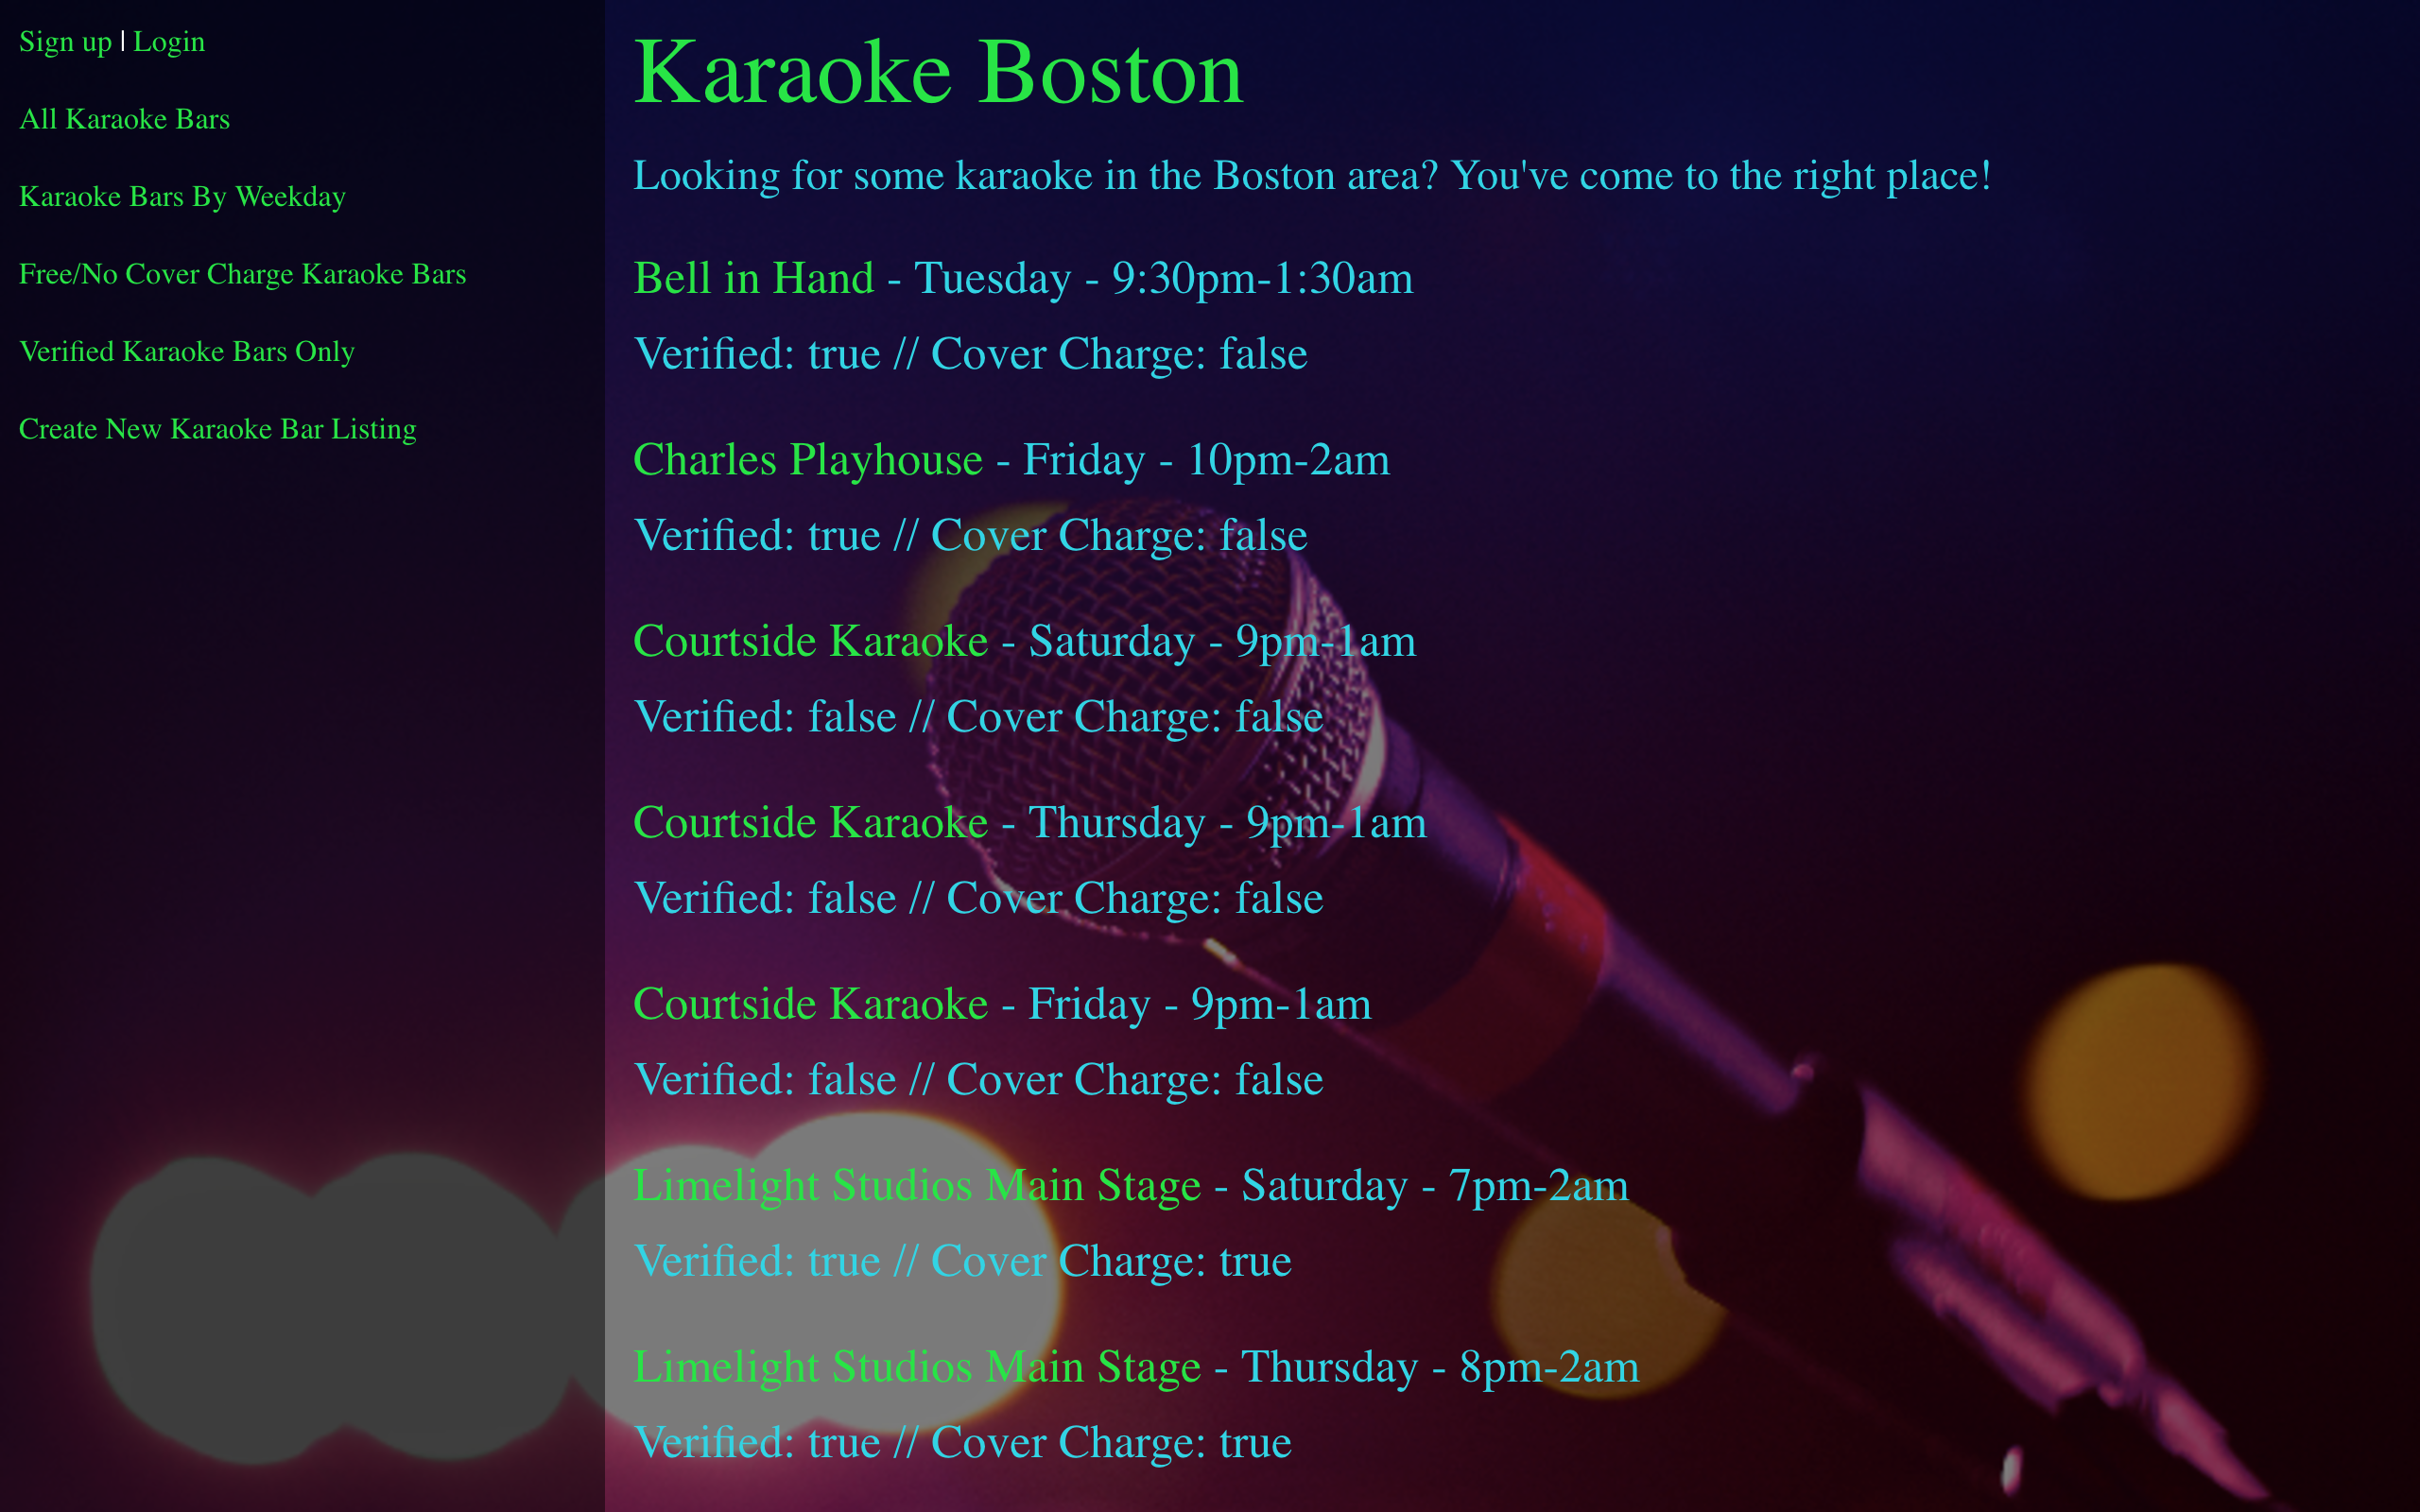 Sign up | Login
All Karaoke Bars
Karaoke Bars By Weekday
Free/No Cover Charge Karaoke Bars
Verified Karaoke Bars Only
Create New Karaoke Bar Listing
Karaoke Boston
Looking for some karaoke in the Boston area? You've come to the right place!
Bell in Hand - Tuesday - 9:30pm-1:30am
Verified: true // Cover Charge: false
Charles Playhouse - Friday - 10pm-2am
Verified: true // Cover Charge: false
Courtside Karaoke - Saturday - 9pm-1am
Verified: false // Cover Charge: false
Courtside Karaoke - Thursday - 9pm-1am
Verified: false // Cover Charge: false
Courtside Karaoke - Friday - 9pm-1am
Verified: false // Cover Charge: false
Limelight Studios Main Stage - Saturday - 7pm-2am
Verified: true // Cover Charge: true
Limelight Studios Main Stage - Thursday - 8pm-2am
Verified: true // Cover Charge: true